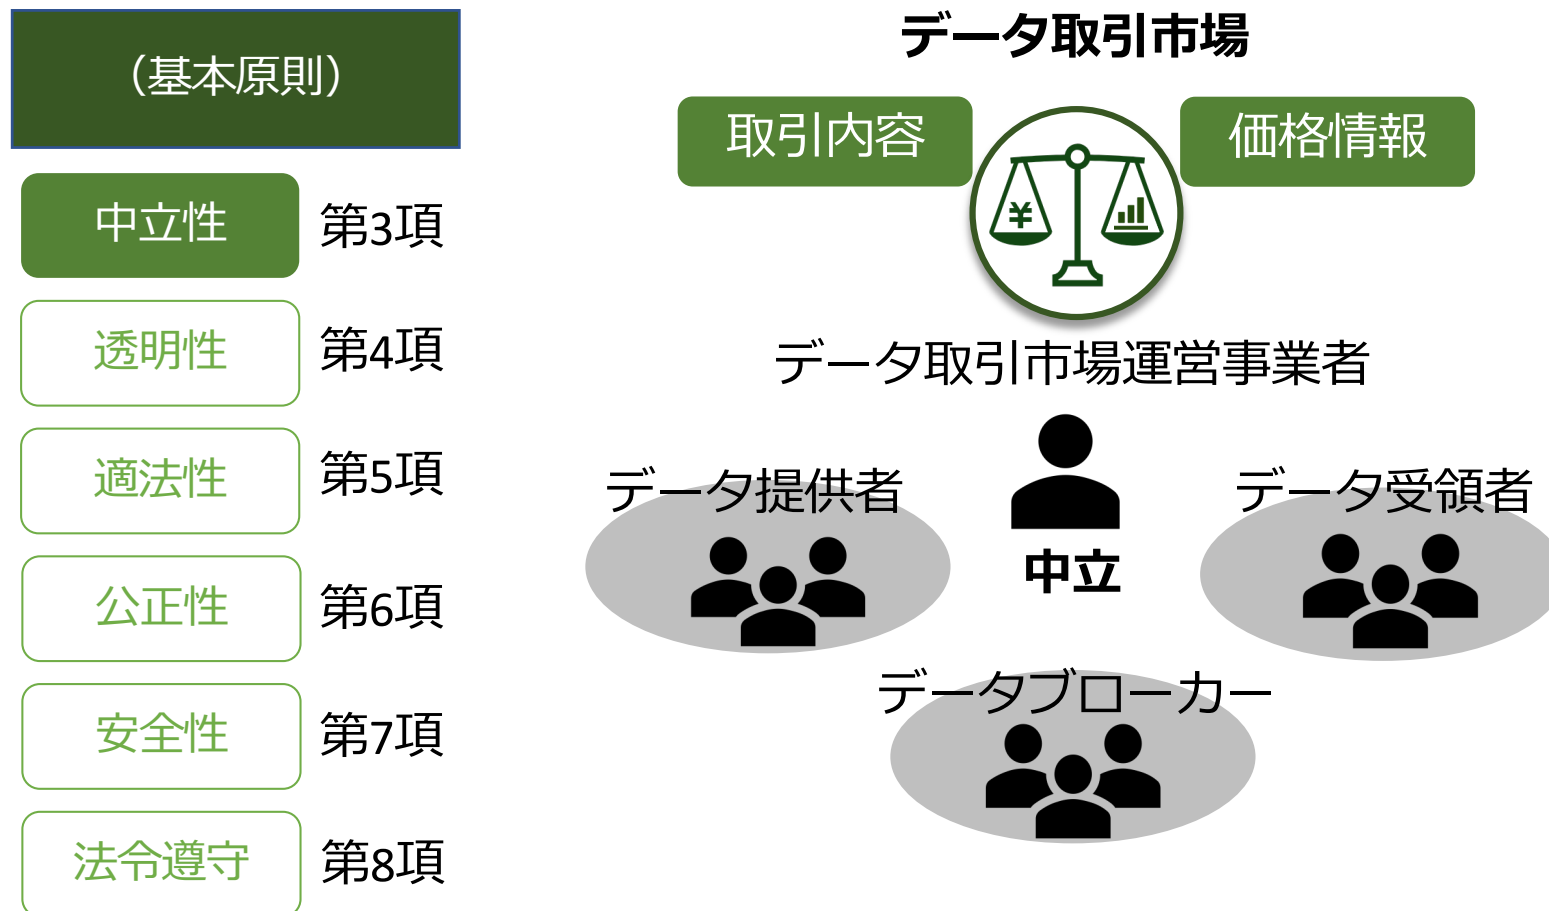 （基本原則）
中立性 第3項
透明性 第4項
適法性 第5項
公正性 第6項
安全性 第7項
法令遵守 第8項
データ取引市場
取引内容
¥
価格情報
データ取引市場運営事業者
データ提供者
中立
データ受領者
データブローカー